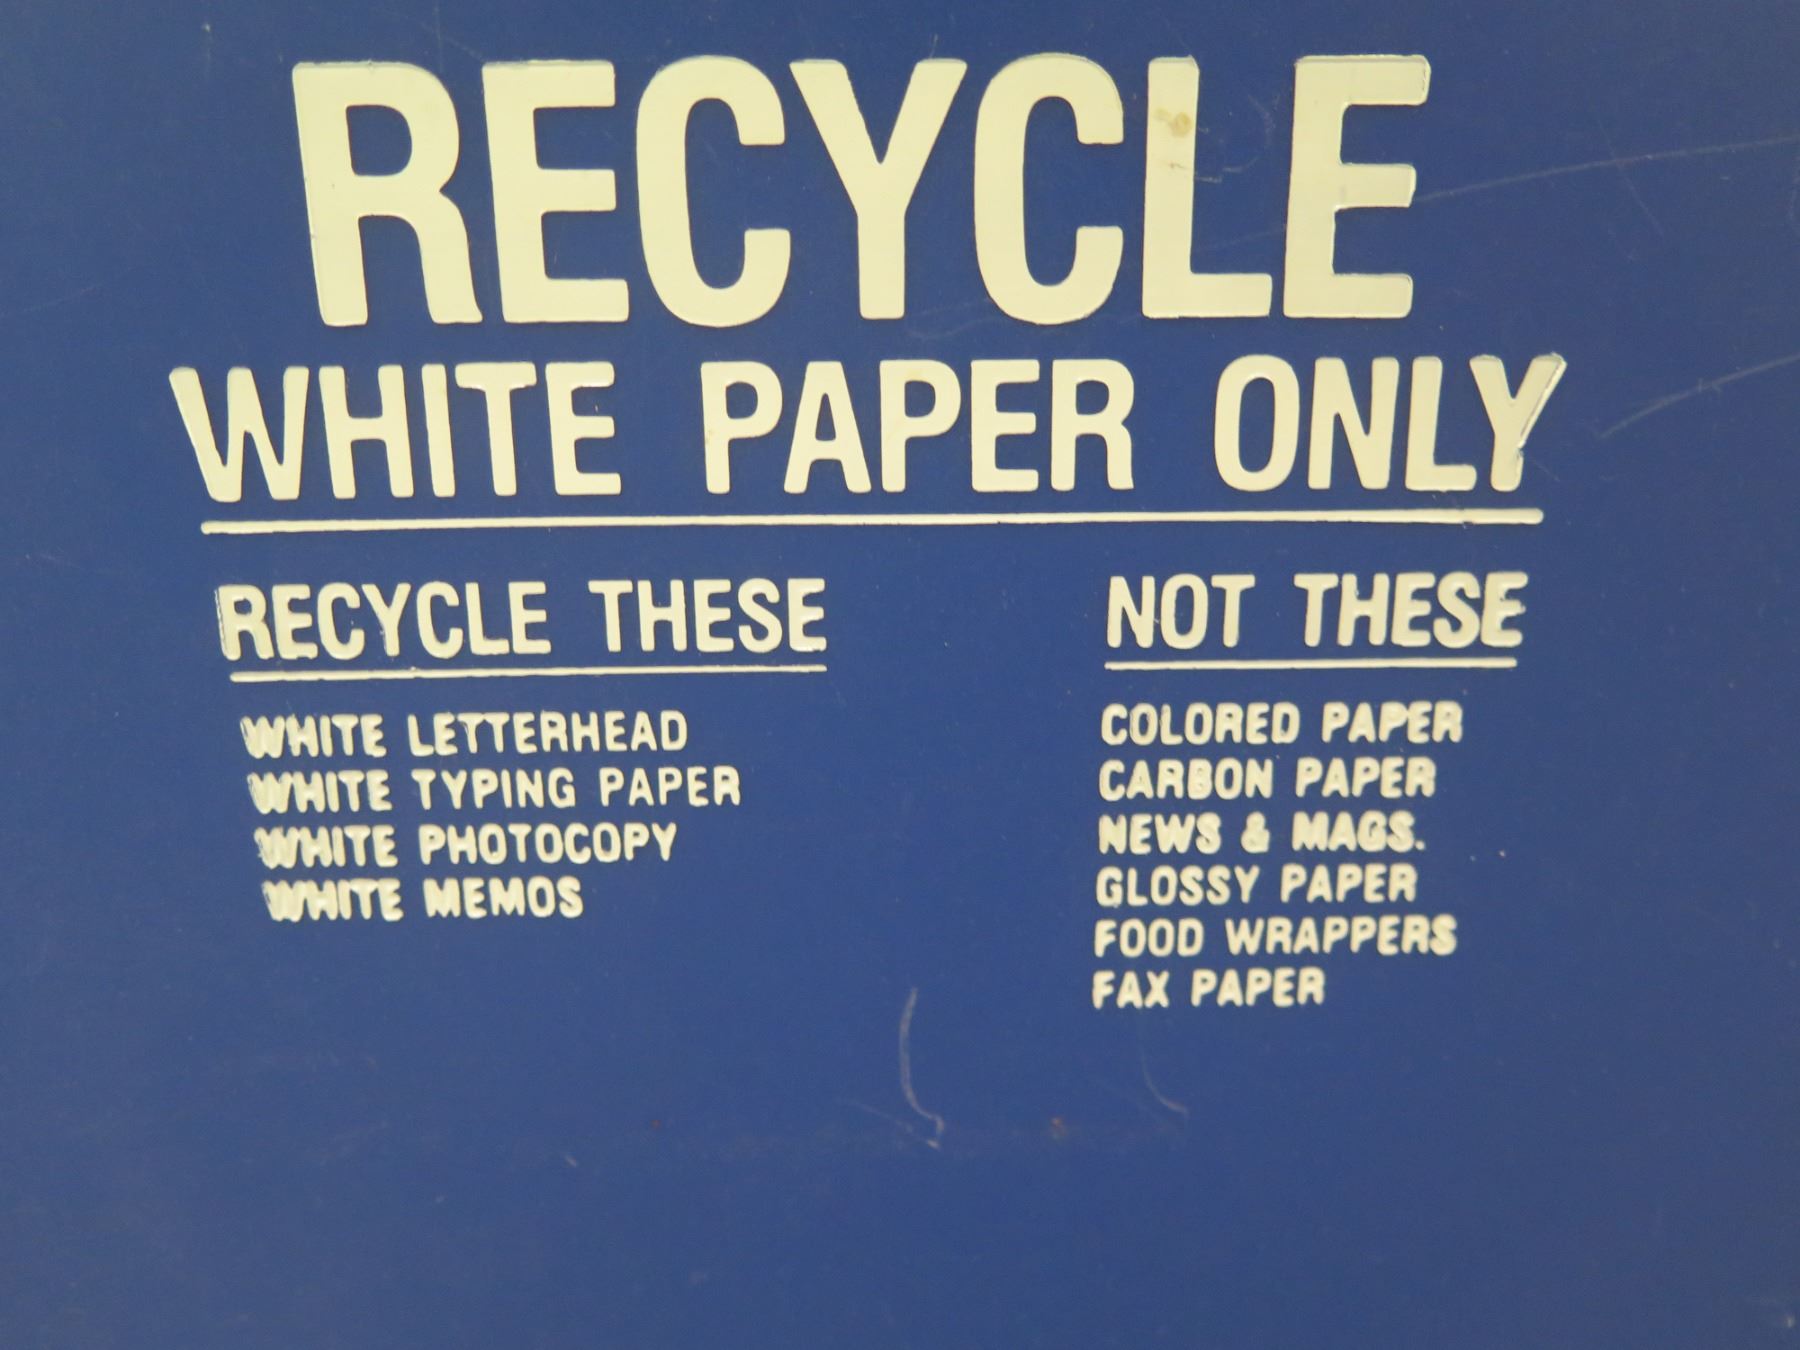 RECYCLE
WHITE PAPER ONLY
RECYCLE THESE
WHITE LETTERHEAD
WHITE TYPING PAPER
WHITE PHOTOCOPY
WHITE MEMOS
NOT THESE
COLORED PAPER
CARBON PAPER
NEWS & MAGS.
GLOSSY PAPER
FOOD WRAPPERS
FAX PAPER